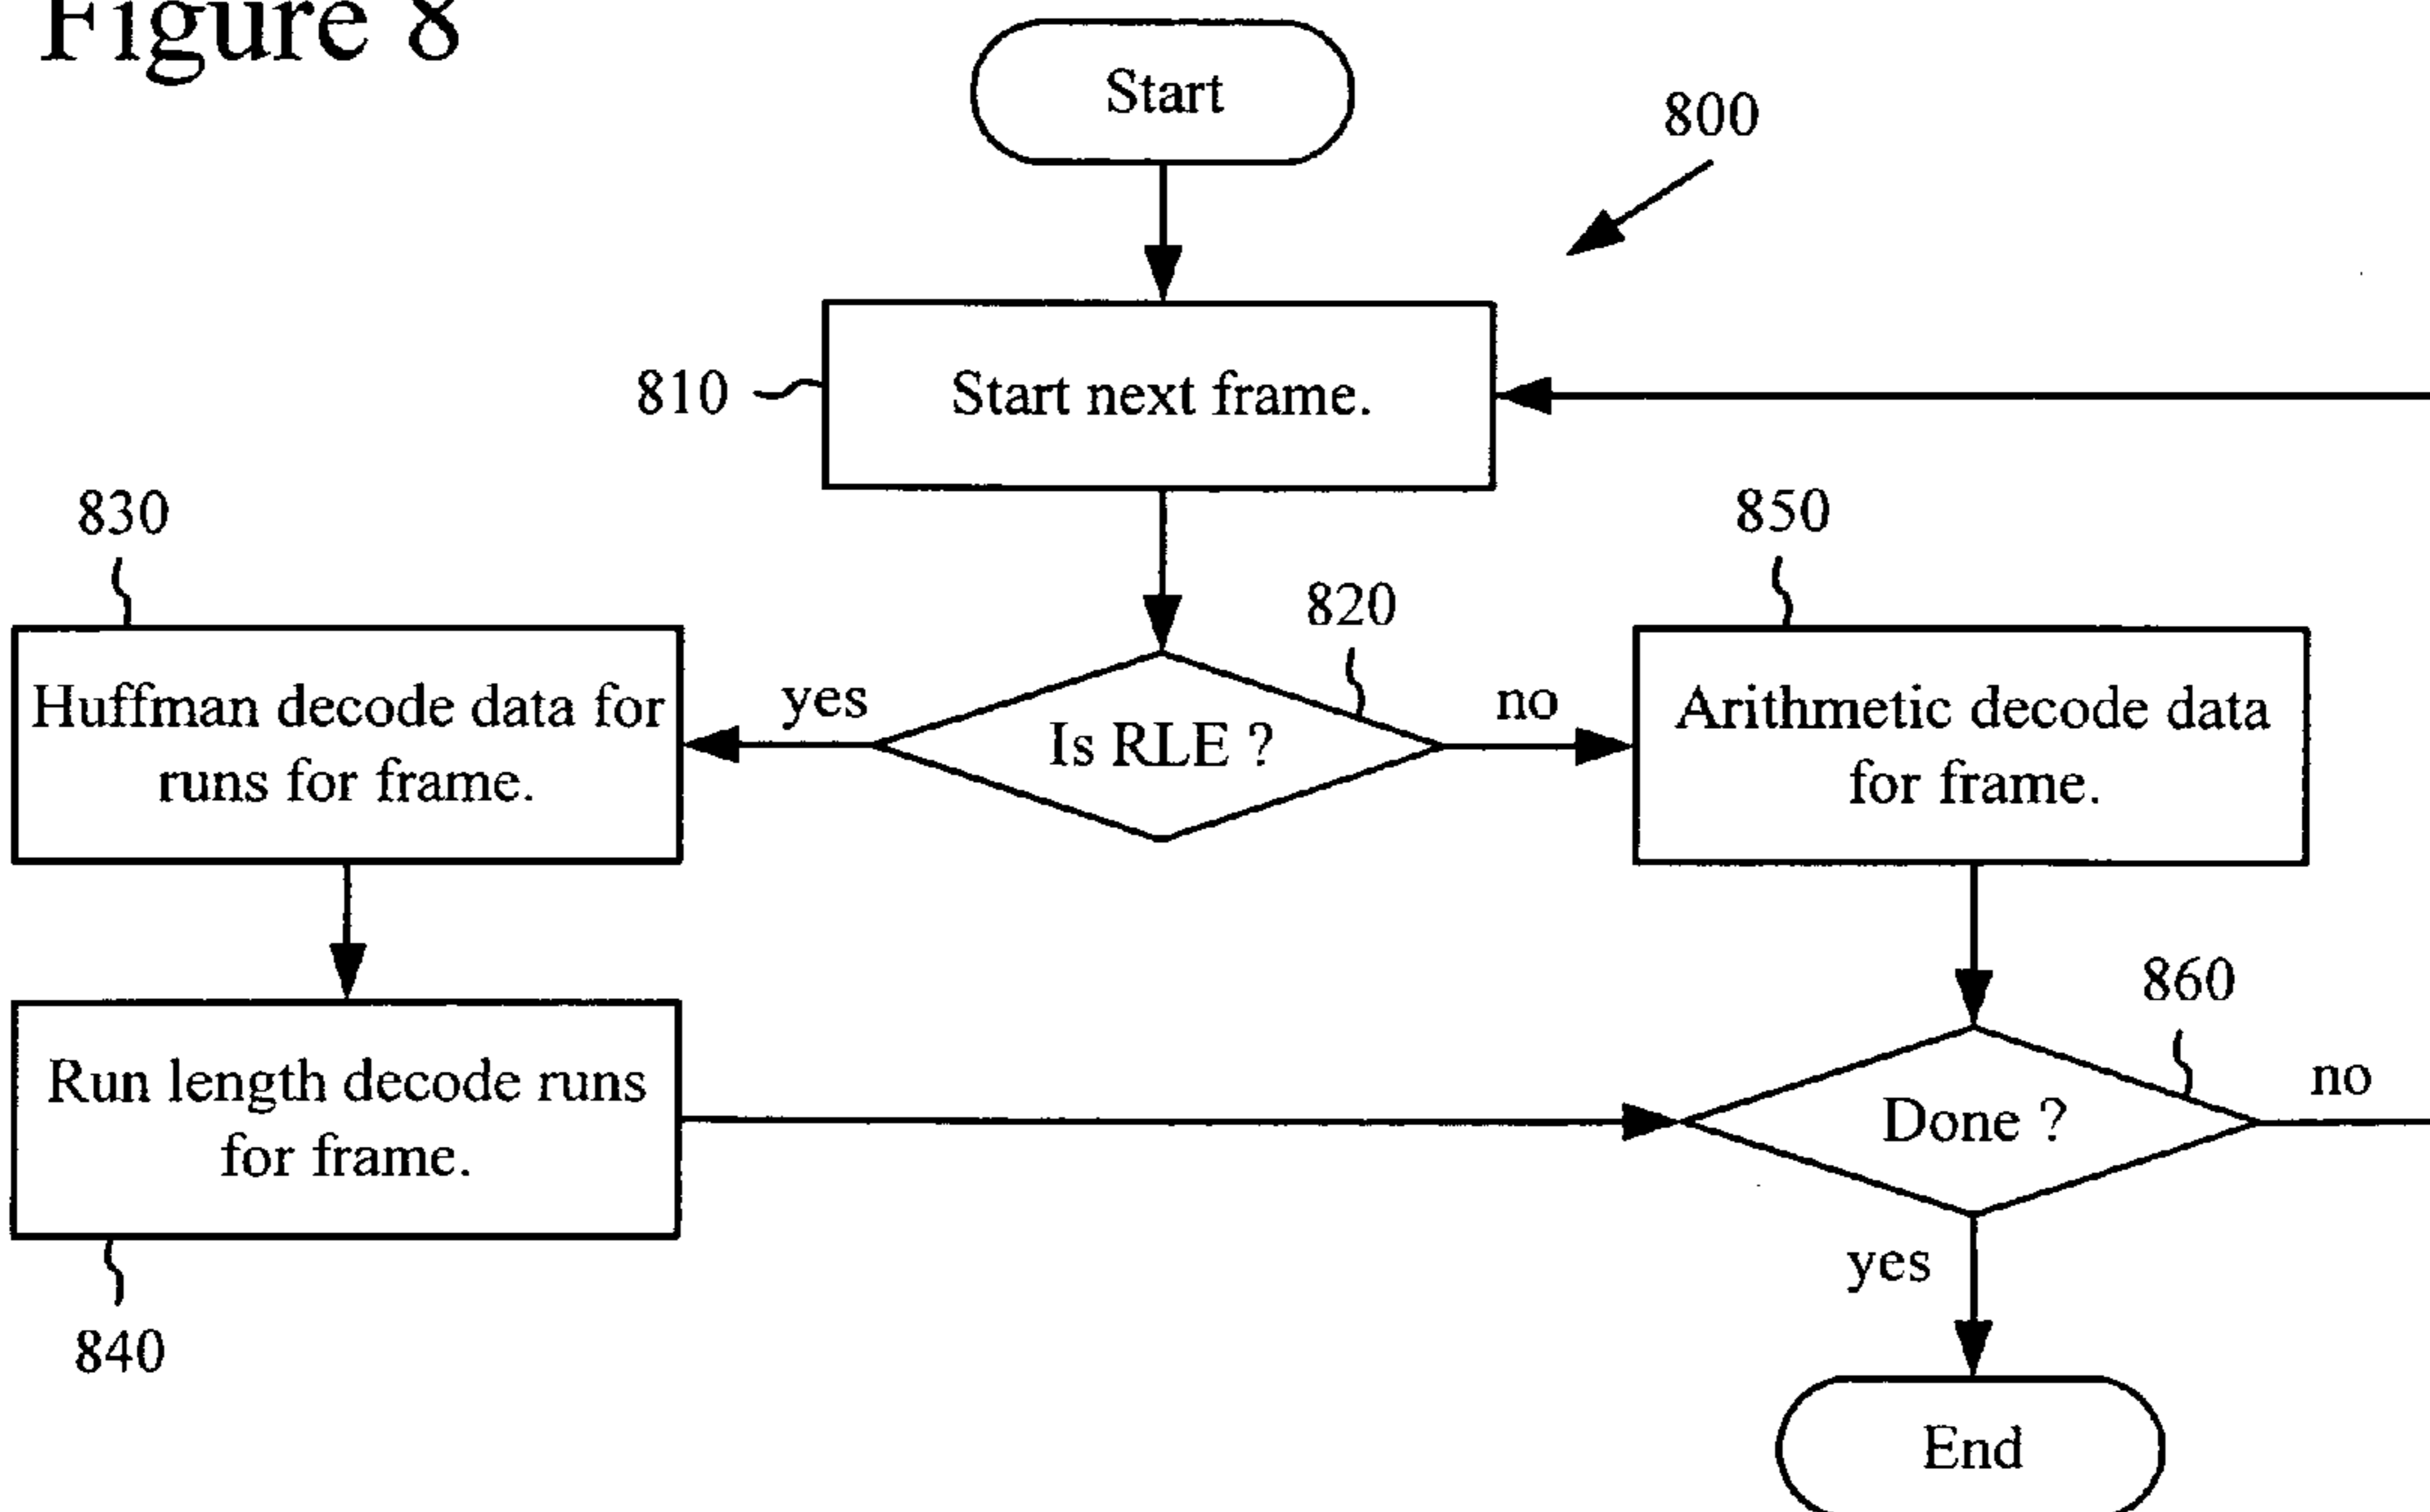 Figure 8
Start
800
810
Start next frame.
830
850
820
Huffman decode data for
runs for frame.
yes
Is RLE ?
no
Arithmetic decode data
for frame.
860
Run length decode runs
for frame.
Done ?
no
yes
840
End